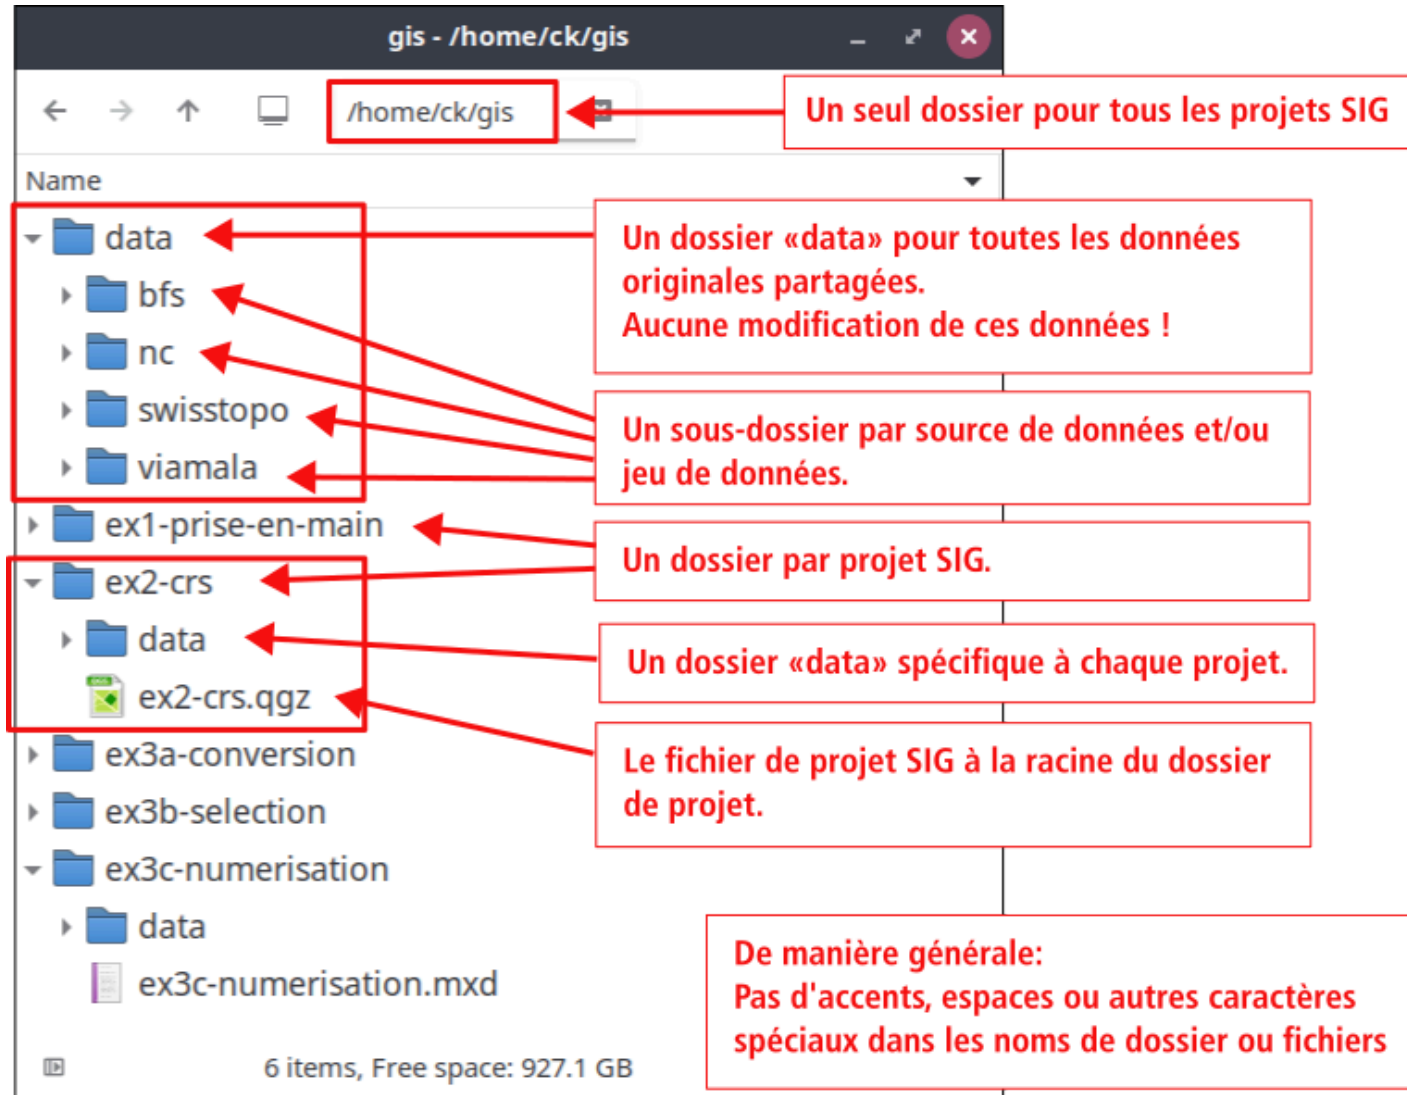 gis - /home/ck/gis
/home/ck/gis
Un seul dossier pour tous les projets SIG
Name
data
Un dossier «data» pour toutes les données
originales partagées.
Aucune modification de ces données !
bfs
nc
swisstopo
Un sous-dossier par source de données et/ou
jeu de données.
viamala
ex1-prise-en-main
Un dossier par projet SIG.
ex2-crs
data
Un dossier «data» spécifique à chaque projet.
ex2-crs.qgz
Le fichier de projet SIG à la racine du dossier
de projet.
ex3a-conversion
ex3b-selection
ex3c-numerisation
data
ex3c-numerisation.mxd
De manière générale:
Pas d'accents, espaces ou autres caractères
spéciaux dans les noms de dossier ou fichiers
6 items, Free space: 927.1 GB